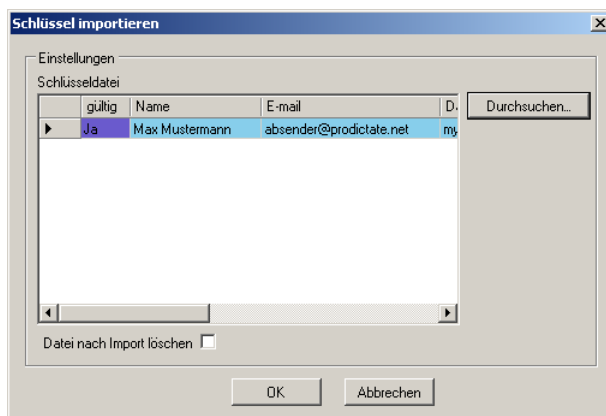 Schlüssel importieren
Einstellungen
Schlüsseldatei
gültig Name E-mail D.
Ja Max Mustermann absender@prodictate.net my
Durchsuchen...
Datei nach Import löschen
OK Abbrechen